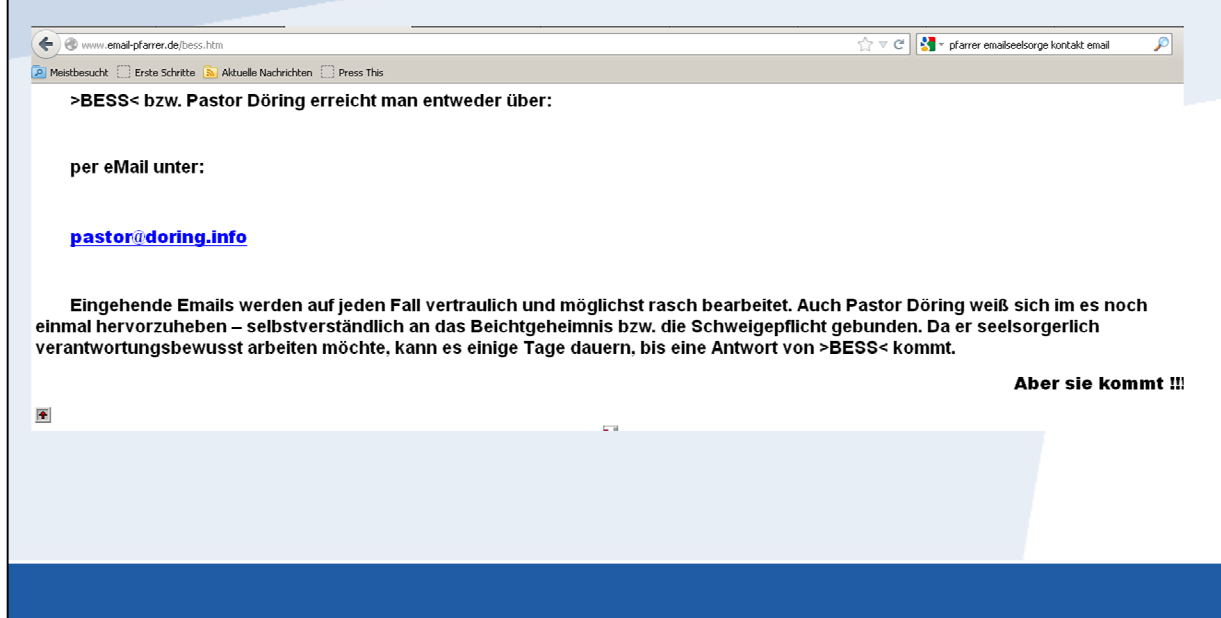 www.email-pfarrer.de/bess.htm
pfarrer emailseelsorge kontakt email
Meistbesucht Erste Schritte Aktuelle Nachrichten Press This
>BESS< bzw. Pastor Döring erreicht man entweder über:
per eMail unter:
pastor@doring.info
Eingehende Emails werden auf jeden Fall vertraulich und möglichst rasch bearbeitet. Auch Pastor Döring weiß sich im es noch
einmal hervorzuheben – selbstverständlich an das Beichtgeheimnis bzw. die Schweigepflicht gebunden. Da er seelsorgerlich
verantwortungsbewusst arbeiten möchte, kann es einige Tage dauern, bis eine Antwort von >BESS< kommt.
Aber sie kommt !!!